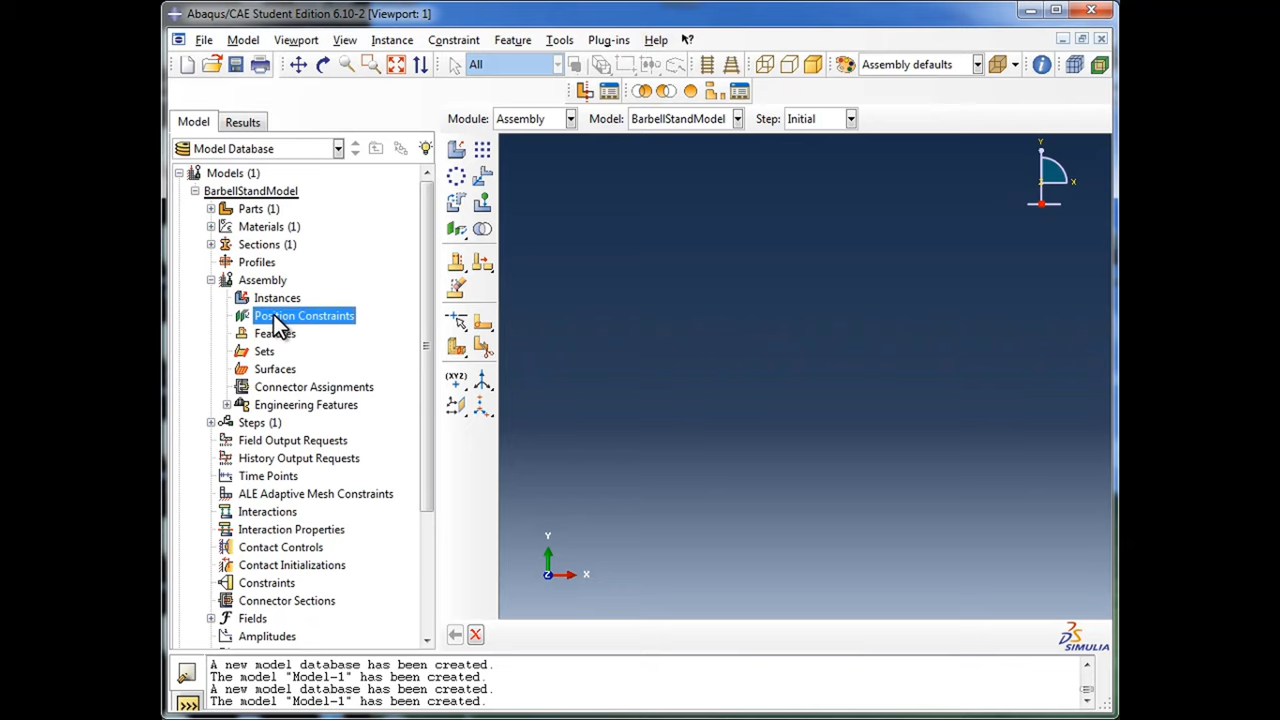 Abaqus/CAE Student Edition 6.10-2 [Viewport: 1]
File Model Viewport View Instance Constraint Feature Tools Plug-ins Help
All Assembly defaults
Model Results Module: Assembly Model: BarbellStandModel Step: Initial
Model Database
Models (1)
BarbellStandModel
Parts (1)
Materials (1)
Sections (1)
Profiles
Assembly
Instances
Position Constraints
Features
Sets
Surfaces
Connector Assignments
Engineering Features
Steps (1)
Field Output Requests
History Output Requests
Time Points
ALE Adaptive Mesh Constraints
Interactions
Interaction Properties
Contact Controls
Contact Initializations
Constraints
Connector Sections
Fields
Amplitudes
(XYZ)
Y
X
Z
Y
X
Z
SIMULIA
A new model database has been created.
The model "Model-1" has been created.
A new model database has been created.
The model "Model-1" has been created.
>>>